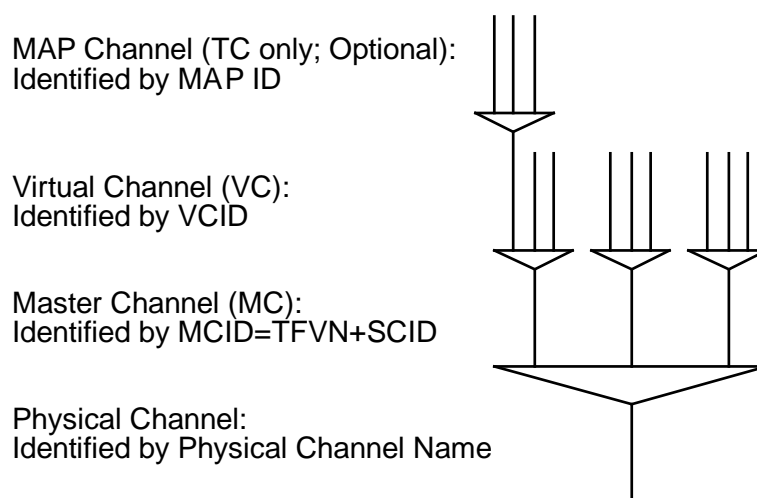 MAP Channel (TC only; Optional):
Identified by MAP ID
Virtual Channel (VC):
Identified by VCID
Master Channel (MC):
Identified by MCID=TFVN+SCID
Physical Channel:
Identified by Physical Channel Name